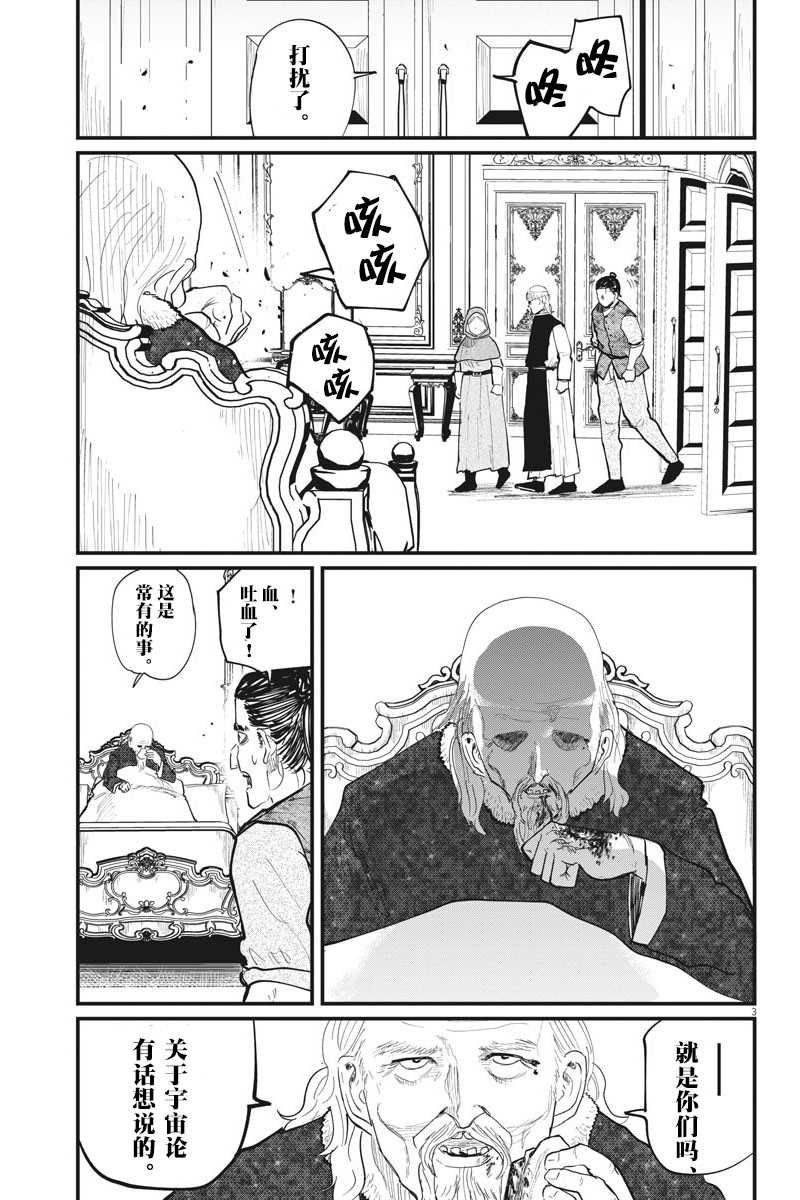 咚
咚
打
扰
了。
咳
咳
咳
咳
血、
吐血了！
！
这是
常有的事。
3
┃
就是你们吗、
关于宇宙论
有话想说的。